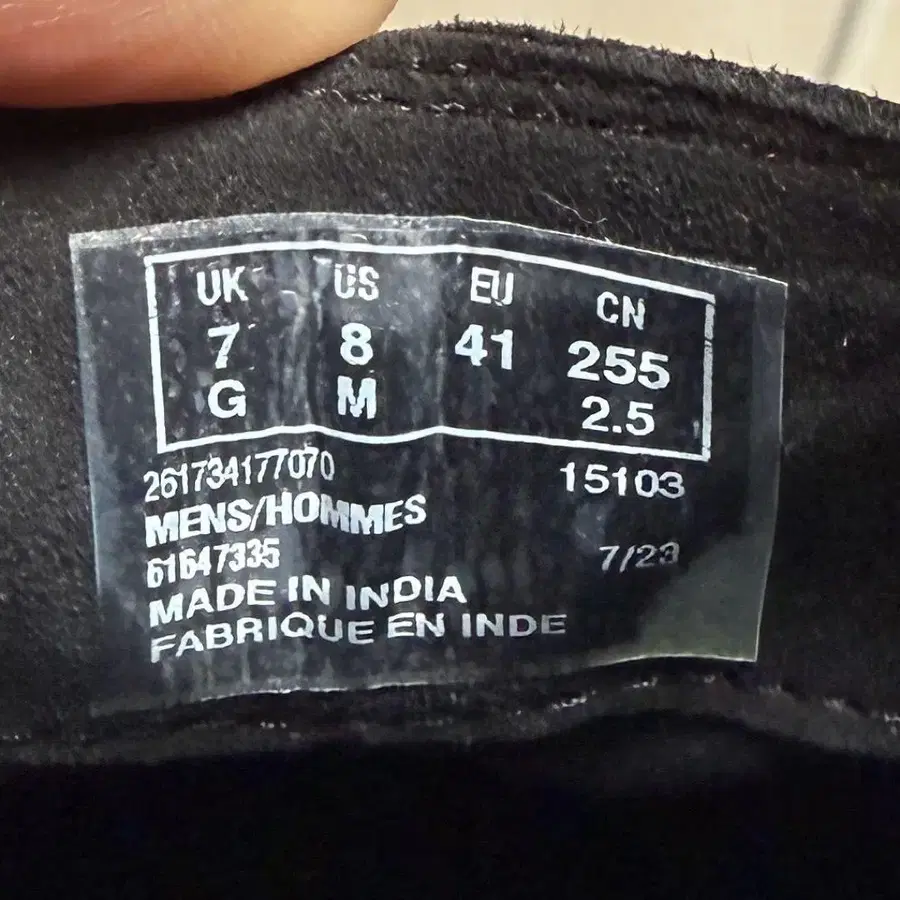 UK US EU CN
7 8 41 255
G M 2.5
261734177070 15103
MENS/HOMMES
61647335 7/23
MADE IN INDIA
FABRIQUE EN INDE